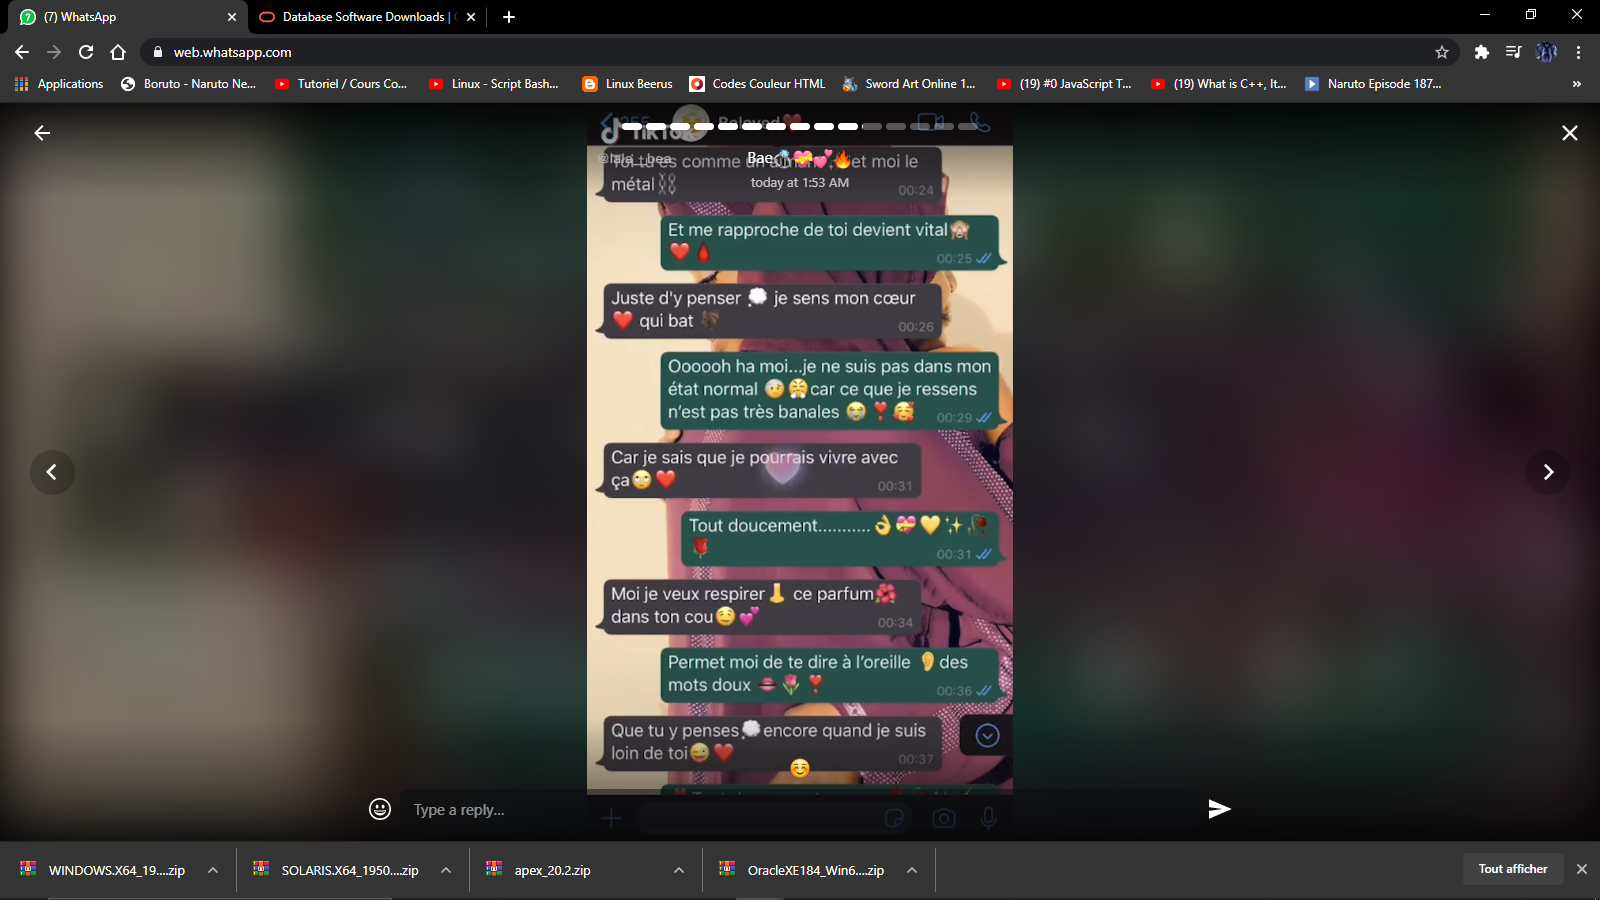 (7) WhatsApp
Database Software Downloads |
web.whatsapp.com
Applications
Boruto - Naruto Ne...
Tutoriel / Cours Co...
Linux - Script Bash...
Linux Beerus
Codes Couleur HTML
Sword Art Online 1...
(19) #0 JavaScript T...
(19) What is C++, It...
Naruto Episode 187...
»
Beloved❤️
TikTok
Bae💍💝💕🔥
today at 1:53 AM
Toi tu es comme un et moi le
métal⛓ 00:24
Et me rapproche de toi devient vital🙈
❤️🩸 00:25
Juste d'y penser 💭 je sens mon cœur
❤️ qui bat 00:26
Oooooh ha moi...je ne suis pas dans mon
état normal 🤕😤car ce que je ressens
n’est pas très banales 😭❣️🥰 00:29
Car je sais que je pourrais vivre avec
ça🙄❤️ 00:31
Tout doucement...........👌💝💛✨🥀
🌹 00:31
Moi je veux respirer👃 ce parfum🌺
dans ton cou☺️💕 00:34
Permet moi de te dire à l’oreille 👂des
mots doux 👄🌷❣️ 00:36
Que tu y penses💭encore quand je suis
loin de toi😜❤️ 00:37
☺️
Type a reply...
WINDOWS.X64_19....zip
SOLARIS.X64_1950....zip
apex_20.2.zip
OracleXE184_Win6....zip
Tout afficher